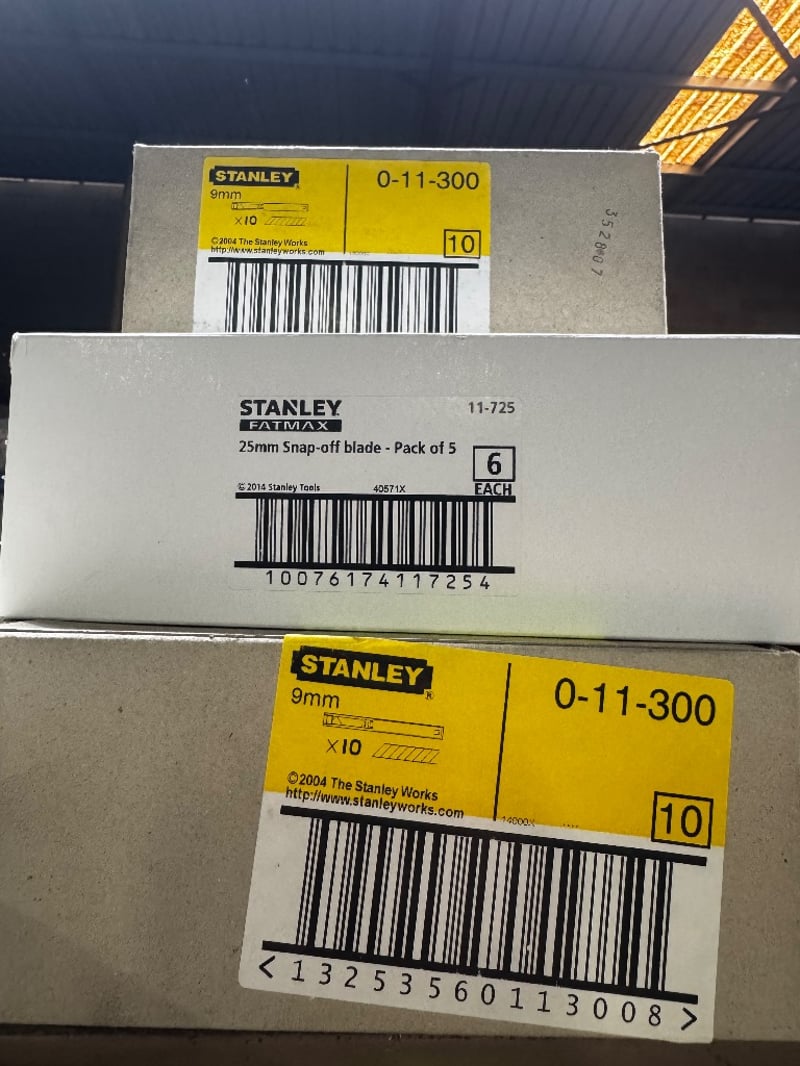 STANLEY
0-11-300
9mm
x10
©2004 The Stanley Works
http://www.stanleyworks.com
10
352807
STANLEY
FATMAX
11-725
25mm Snap-off blade - Pack of 5
6
EACH
© 2014 Stanley Tools
40571X
10076174117254
STANLEY®
0-11-300
9mm
x10
©2004 The Stanley Works
http://www.stanleyworks.com
14000X
10
<13253560113008>